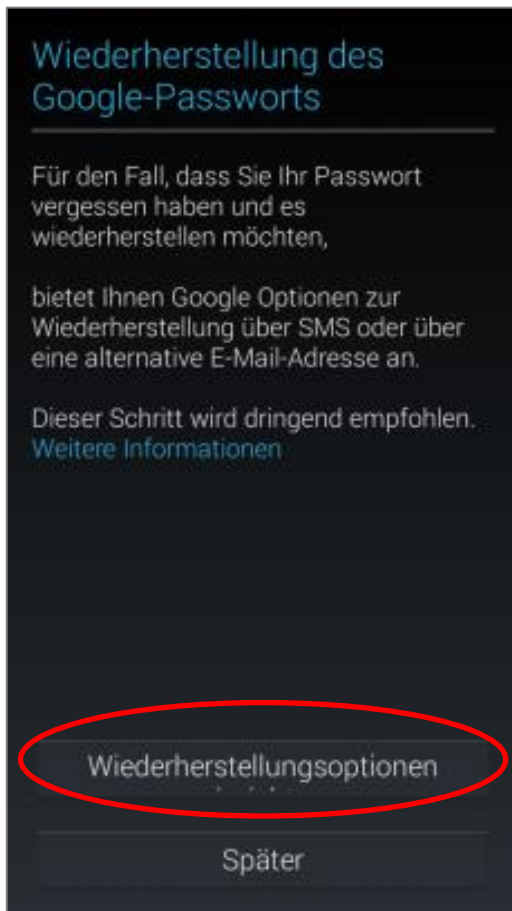 Wiederherstellung des
Google-Passworts
Für den Fall, dass Sie Ihr Passwort
vergessen haben und es
wiederherstellen möchten,
bietet Ihnen Google Optionen zur
Wiederherstellung über SMS oder über
eine alternative E-Mail-Adresse an.
Dieser Schritt wird dringend empfohlen.
Weitere Informationen
Wiederherstellungsoptionen
Später